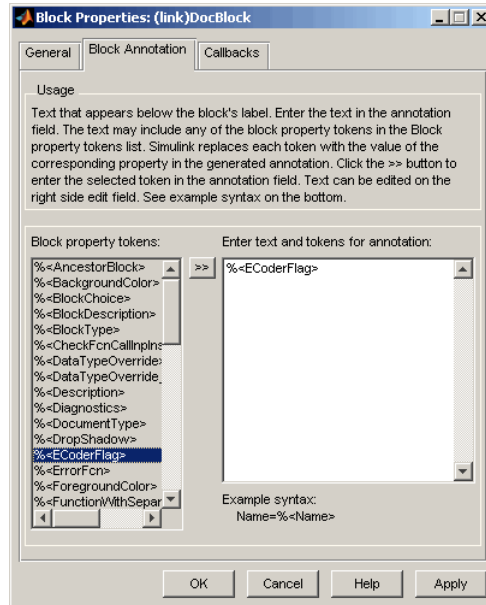 Block Properties: (link)DocBlock
General
Block Annotation
Callbacks
Usage
Text that appears below the block's label. Enter the text in the annotation
field. The text may include any of the block property tokens in the Block
property tokens list. Simulink replaces each token with the value of the
corresponding property in the generated annotation. Click the >> button to
enter the selected token in the annotation field. Text can be edited on the
right side edit field. See example syntax on the bottom.
Block property tokens:
Enter text and tokens for annotation:
%<AncestorBlock>
%<BackgroundColor>
%<BlockChoice>
%<BlockDescription>
%<BlockType>
%<CheckFcnCallInpIns
%<DataTypeOverride>
%<DataTypeOverride_
%<Description>
%<Diagnostics>
%<DocumentType>
%<DropShadow>
%<ECoderFlag>
%<ErrorFcn>
%<ForegroundColor>
%<FunctionWithSepar
>>
%<ECoderFlag>
Example syntax:
Name=%<Name>
OK
Cancel
Help
Apply